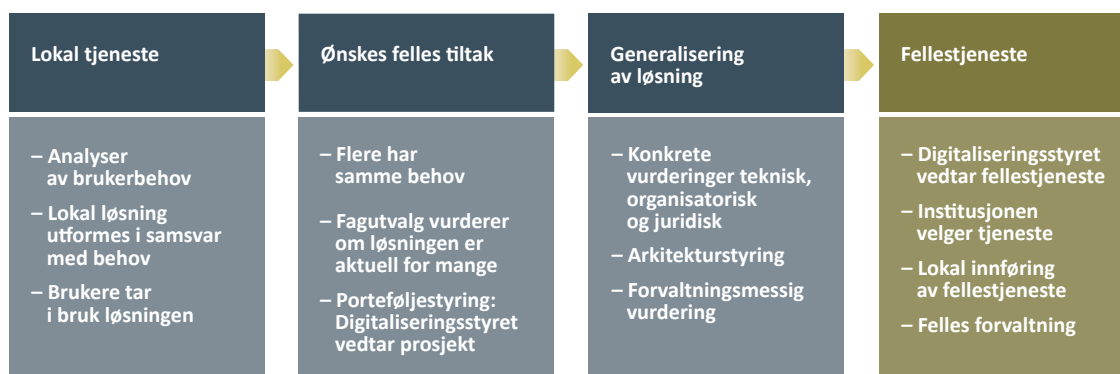 Lokal tjeneste
– Analyser
av brukerbehov
– Lokal løsning
utformes i samsvar
med behov
– Brukere tar
i bruk løsningen
Ønskes felles tiltak
– Flere har
samme behov
– Fagutvalg vurderer
om løsningen er
aktuell for mange
– Porteføljestyring:
Digitaliseringsstyret
vedtar prosjekt
Generalisering
av løsning
– Konkrete
vurderinger teknisk,
organisatorisk
og juridisk
– Arkitekturstyring
– Forvaltningsmessig
vurdering
Fellestjeneste
– Digitaliseringsstyret
vedtar fellestjeneste
– Institusjonen
velger tjeneste
– Lokal innføring
av fellestjeneste
– Felles forvaltning